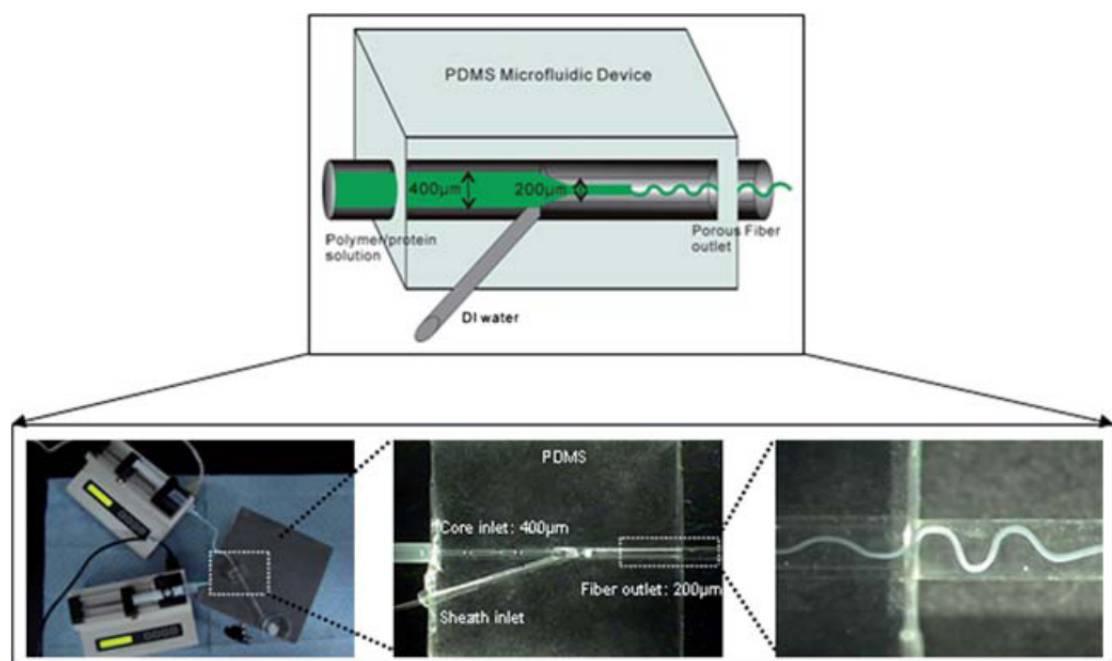 PDMS Microfluidic Device
400μm
200μm
Polymer/protein
solution
Porous Fiber
outlet
DI water
PDMS
Core inlet: 400μm
Fiber outlet: 200μm
Sheath inlet